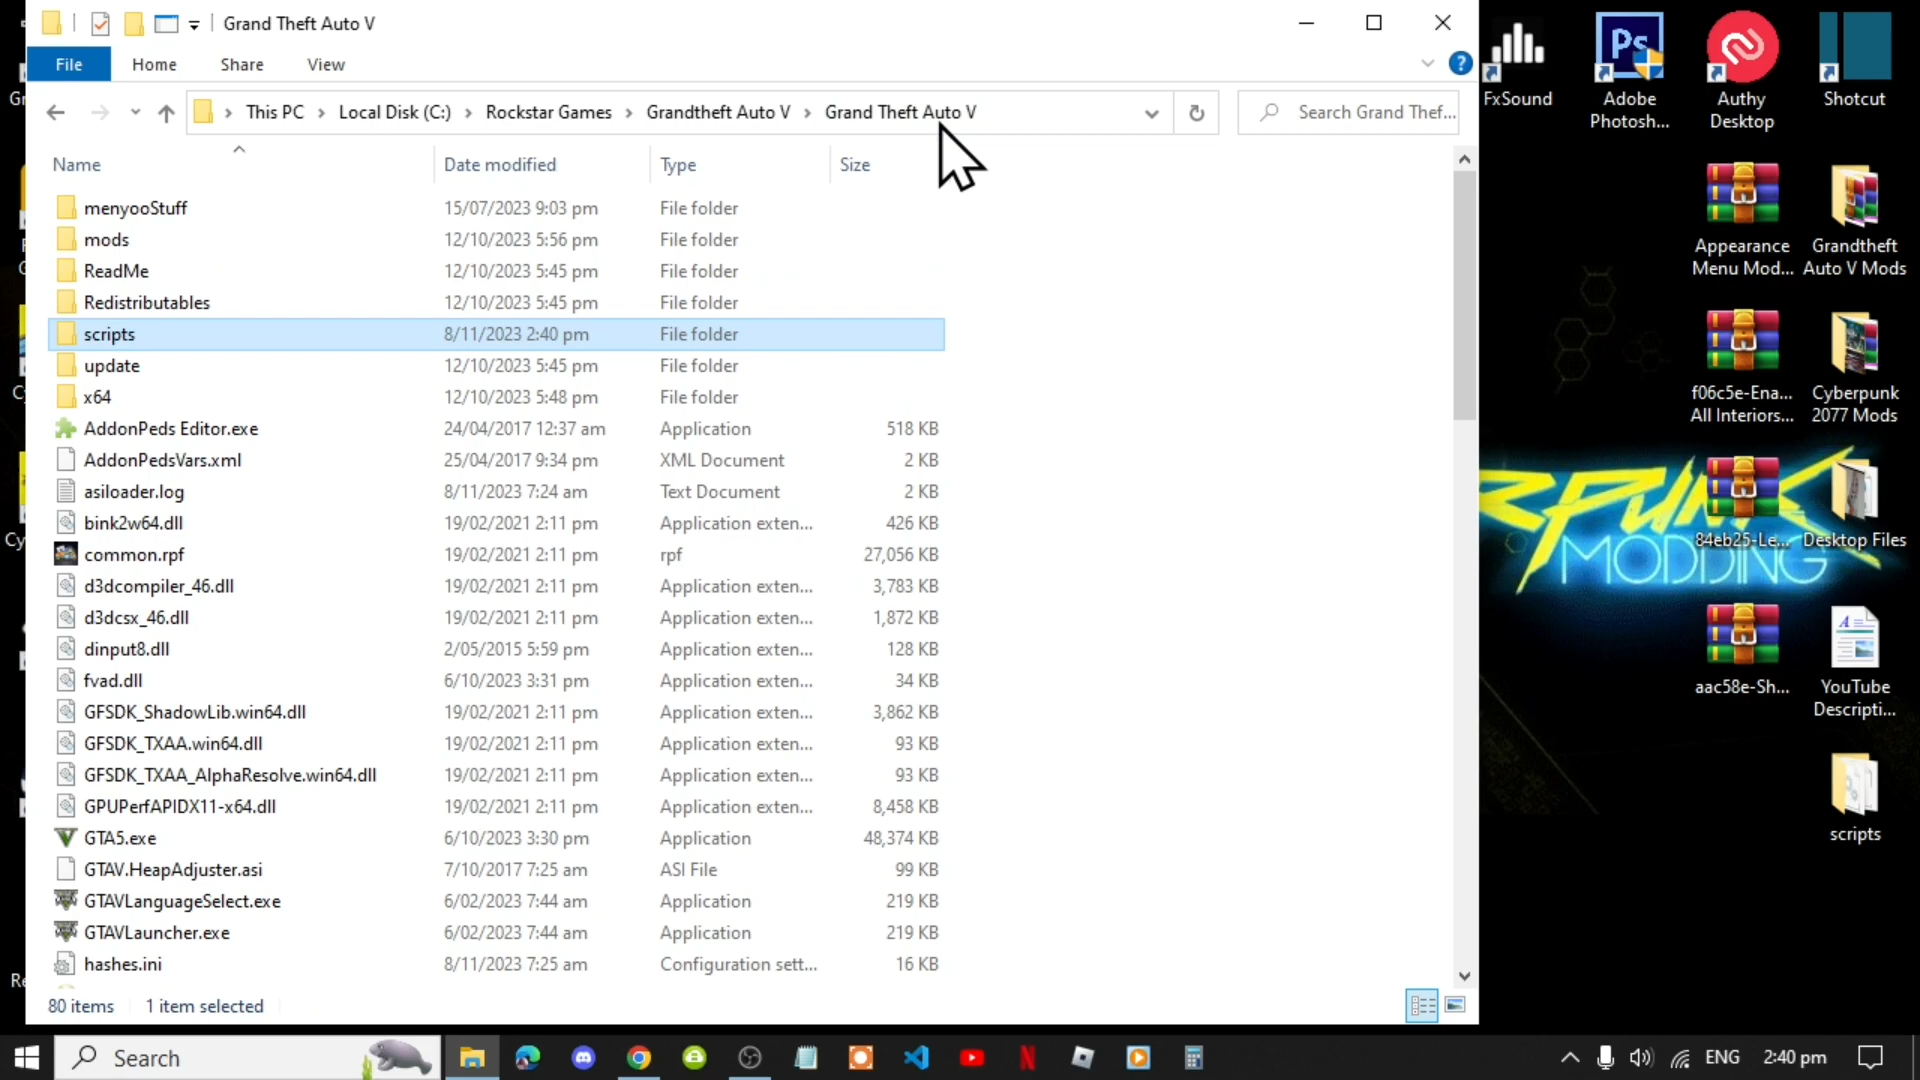 Grand Theft Auto V
File Home Share View
This PC Local Disk (C:) Rockstar Games Grandtheft Auto V Grand Theft Auto V Search Grand Thef...
Name Date modified Type Size
menyooStuff 15/07/2023 9:03 pm File folder
mods 12/10/2023 5:56 pm File folder
ReadMe 12/10/2023 5:45 pm File folder
Redistributables 12/10/2023 5:45 pm File folder
scripts 8/11/2023 2:40 pm File folder
update 12/10/2023 5:45 pm File folder
x64 12/10/2023 5:48 pm File folder
AddonPeds Editor.exe 24/04/2017 12:37 am Application 518 KB
AddonPedsVars.xml 25/04/2017 9:34 pm XML Document 2 KB
asiloader.log 8/11/2023 7:24 am Text Document 2 KB
bink2w64.dll 19/02/2021 2:11 pm Application exten... 426 KB
common.rpf 19/02/2021 2:11 pm rpf 27,056 KB
d3dcompiler_46.dll 19/02/2021 2:11 pm Application exten... 3,783 KB
d3dcsx_46.dll 19/02/2021 2:11 pm Application exten... 1,872 KB
dinput8.dll 2/05/2015 5:59 pm Application exten... 128 KB
fvad.dll 6/10/2023 3:31 pm Application exten... 34 KB
GFSDK_ShadowLib.win64.dll 19/02/2021 2:11 pm Application exten... 3,862 KB
GFSDK_TXAA.win64.dll 19/02/2021 2:11 pm Application exten... 93 KB
GFSDK_TXAA_AlphaResolve.win64.dll 19/02/2021 2:11 pm Application exten... 93 KB
GPUPerfAPIDX11-x64.dll 19/02/2021 2:11 pm Application exten... 8,458 KB
GTA5.exe 6/10/2023 3:30 pm Application 48,374 KB
GTAV.HeapAdjuster.asi 7/10/2017 7:25 am ASI File 99 KB
GTAVLanguageSelect.exe 6/02/2023 7:44 am Application 219 KB
GTAVLauncher.exe 6/02/2023 7:44 am Application 219 KB
hashes.ini 8/11/2023 7:25 am Configuration sett... 16 KB
80 items 1 item selected
FxSound
Adobe
Photosh...
Authy
Desktop
Shotcut
Appearance
Menu Mod...
Grandtheft
Auto V Mods
f06c5e-Ena...
All Interiors...
Cyberpunk
2077 Mods
84eb25-Le...
Desktop Files
MODDING
aac58e-Sh...
YouTube
Descripti...
scripts
Search
ENG 2:40 pm